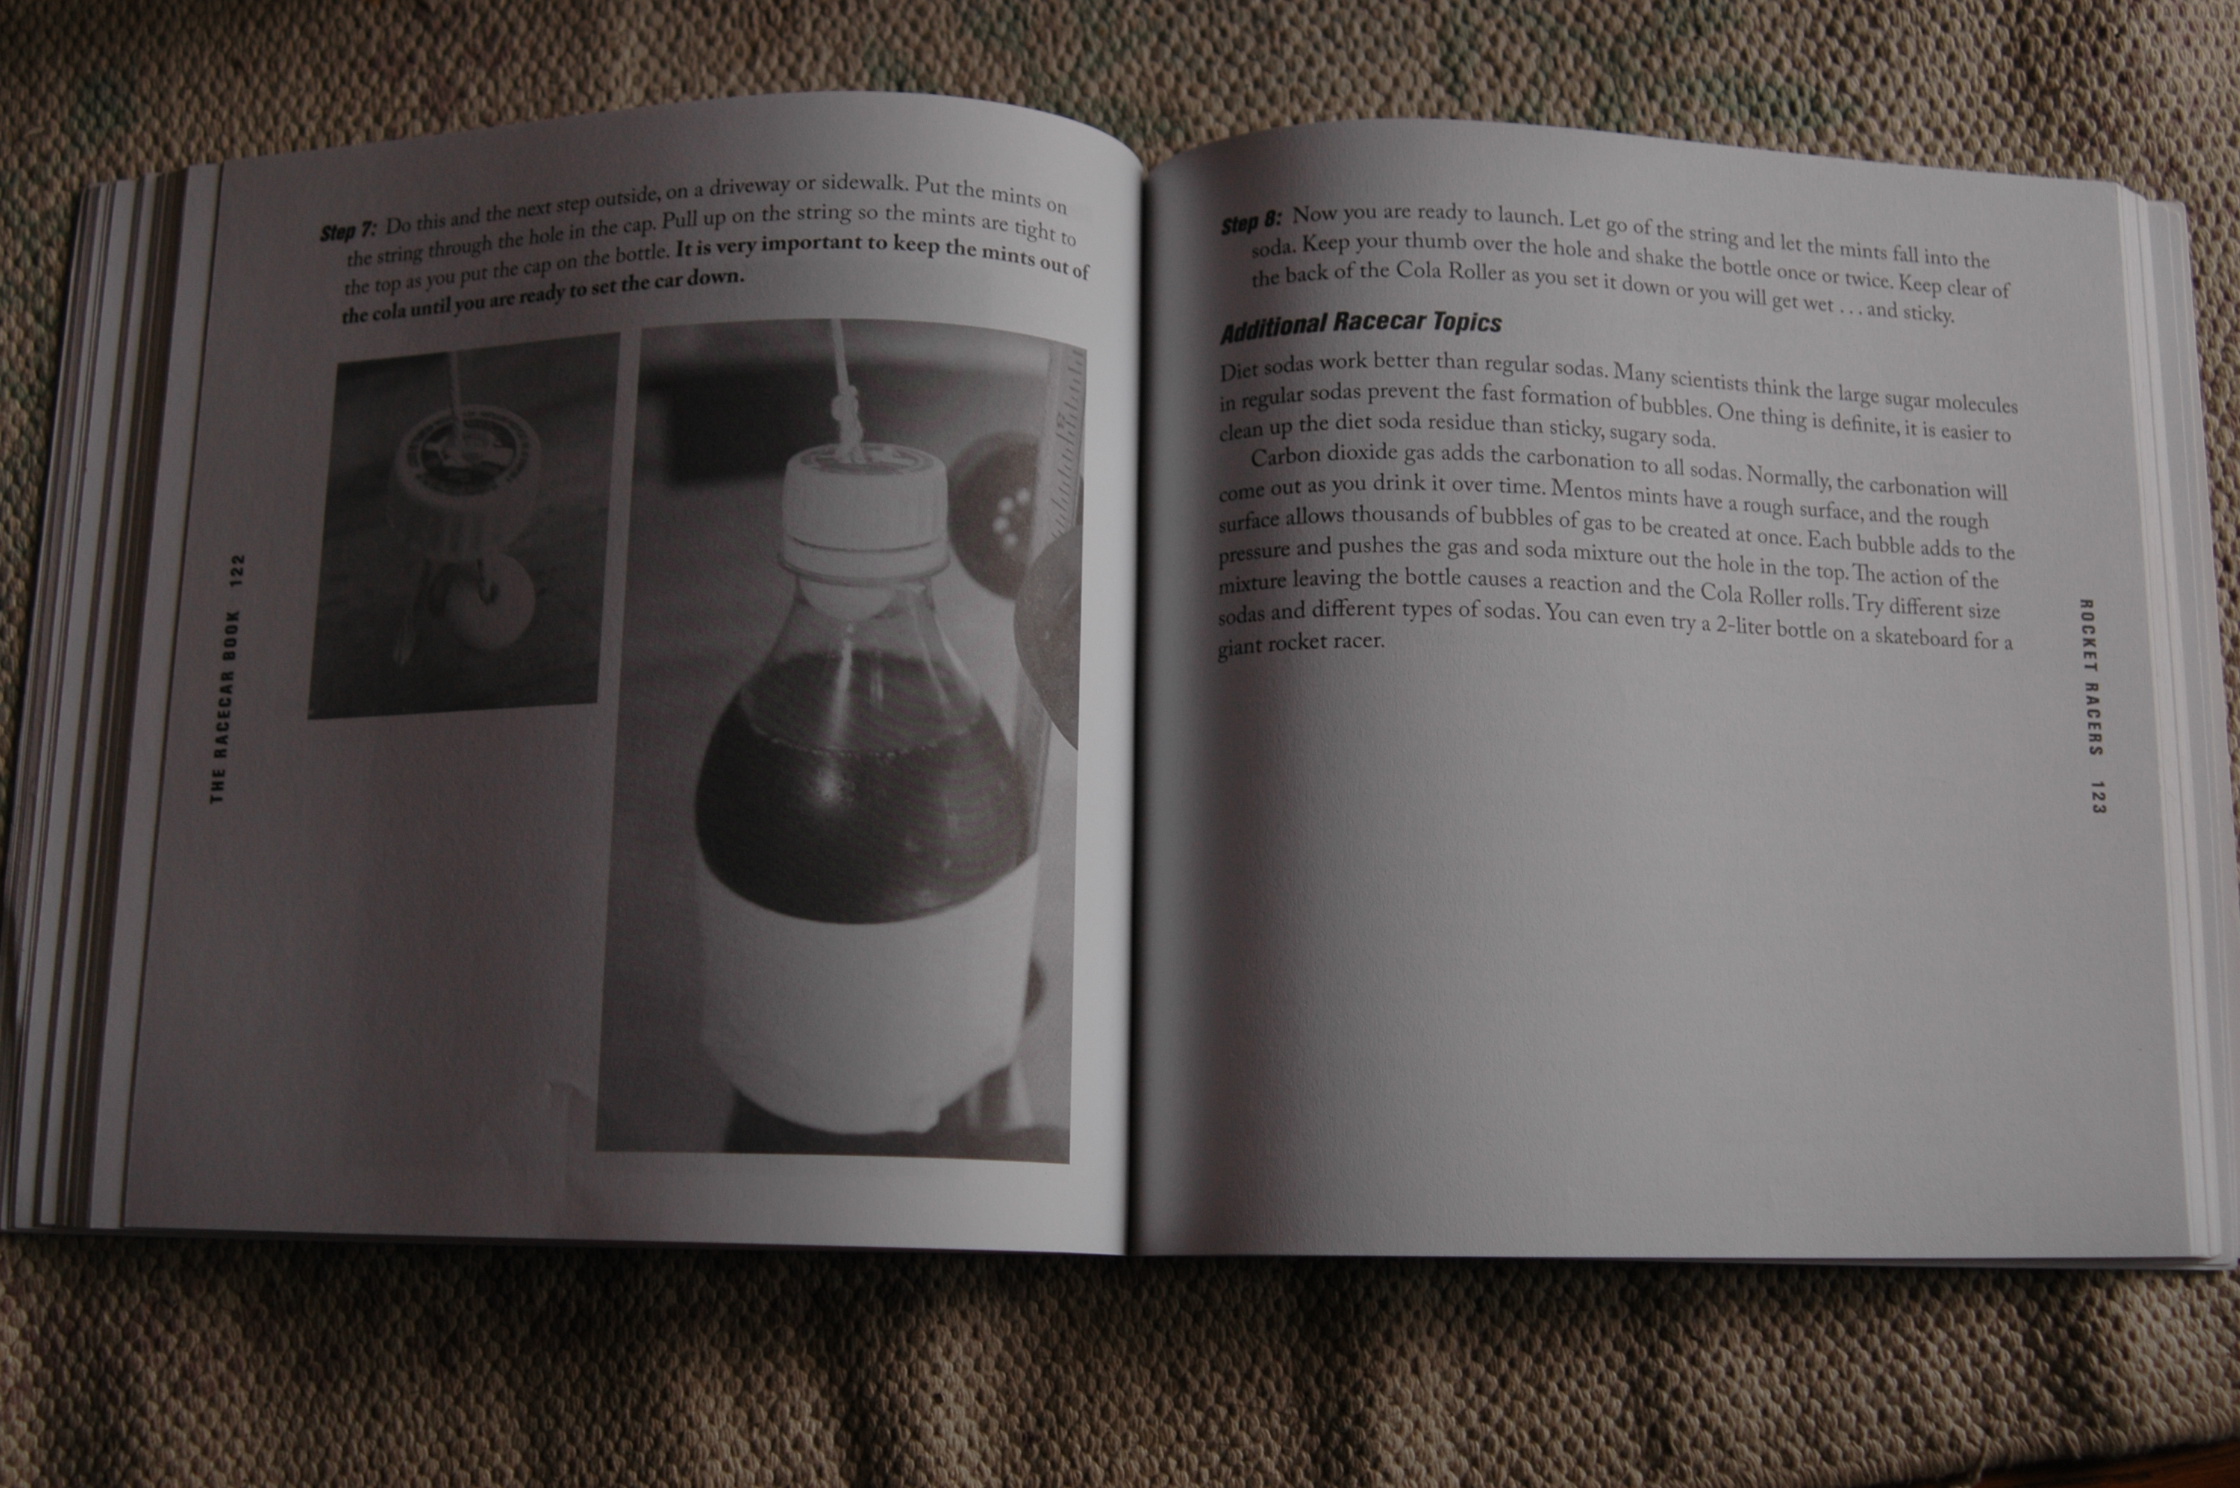 Step 7: Do this and the next step outside, on a driveway or sidewalk. Put the mints on
the string through the hole in the cap. Pull up on the string so the mints are tight to
the top as you put the cap on the bottle. It is very important to keep the mints out of
the cola until you are ready to set the car down.
THE RACECAR BOOK 122
Step 8: Now you are ready to launch. Let go of the string and let the mints fall into the
soda. Keep your thumb over the hole and shake the bottle once or twice. Keep clear of
the back of the Cola Roller as you set it down or you will get wet . . . and sticky.
Additional Racecar Topics
Diet sodas work better than regular sodas. Many scientists think the large sugar molecules
in regular sodas prevent the fast formation of bubbles. One thing is definite, it is easier to
clean up the diet soda residue than sticky, sugary soda.
Carbon dioxide gas adds the carbonation to all sodas. Normally, the carbonation will
come out as you drink it over time. Mentos mints have a rough surface, and the rough
surface allows thousands of bubbles of gas to be created at once. Each bubble adds to the
pressure and pushes the gas and soda mixture out the hole in the top. The action of the
mixture leaving the bottle causes a reaction and the Cola Roller rolls. Try different size
sodas and different types of sodas. You can even try a 2-liter bottle on a skateboard for a
giant rocket racer.
ROCKET RACERS 123